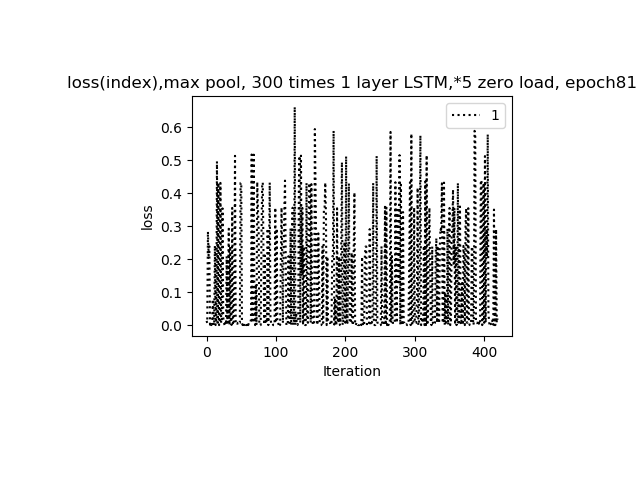 loss(index),max pool, 300 times 1 layer LSTM,*5 zero load, epoch81
1
0.6
0.5
0.4
0.3
0.2
0.1
0.0
loss
0 100 200 300 400
Iteration